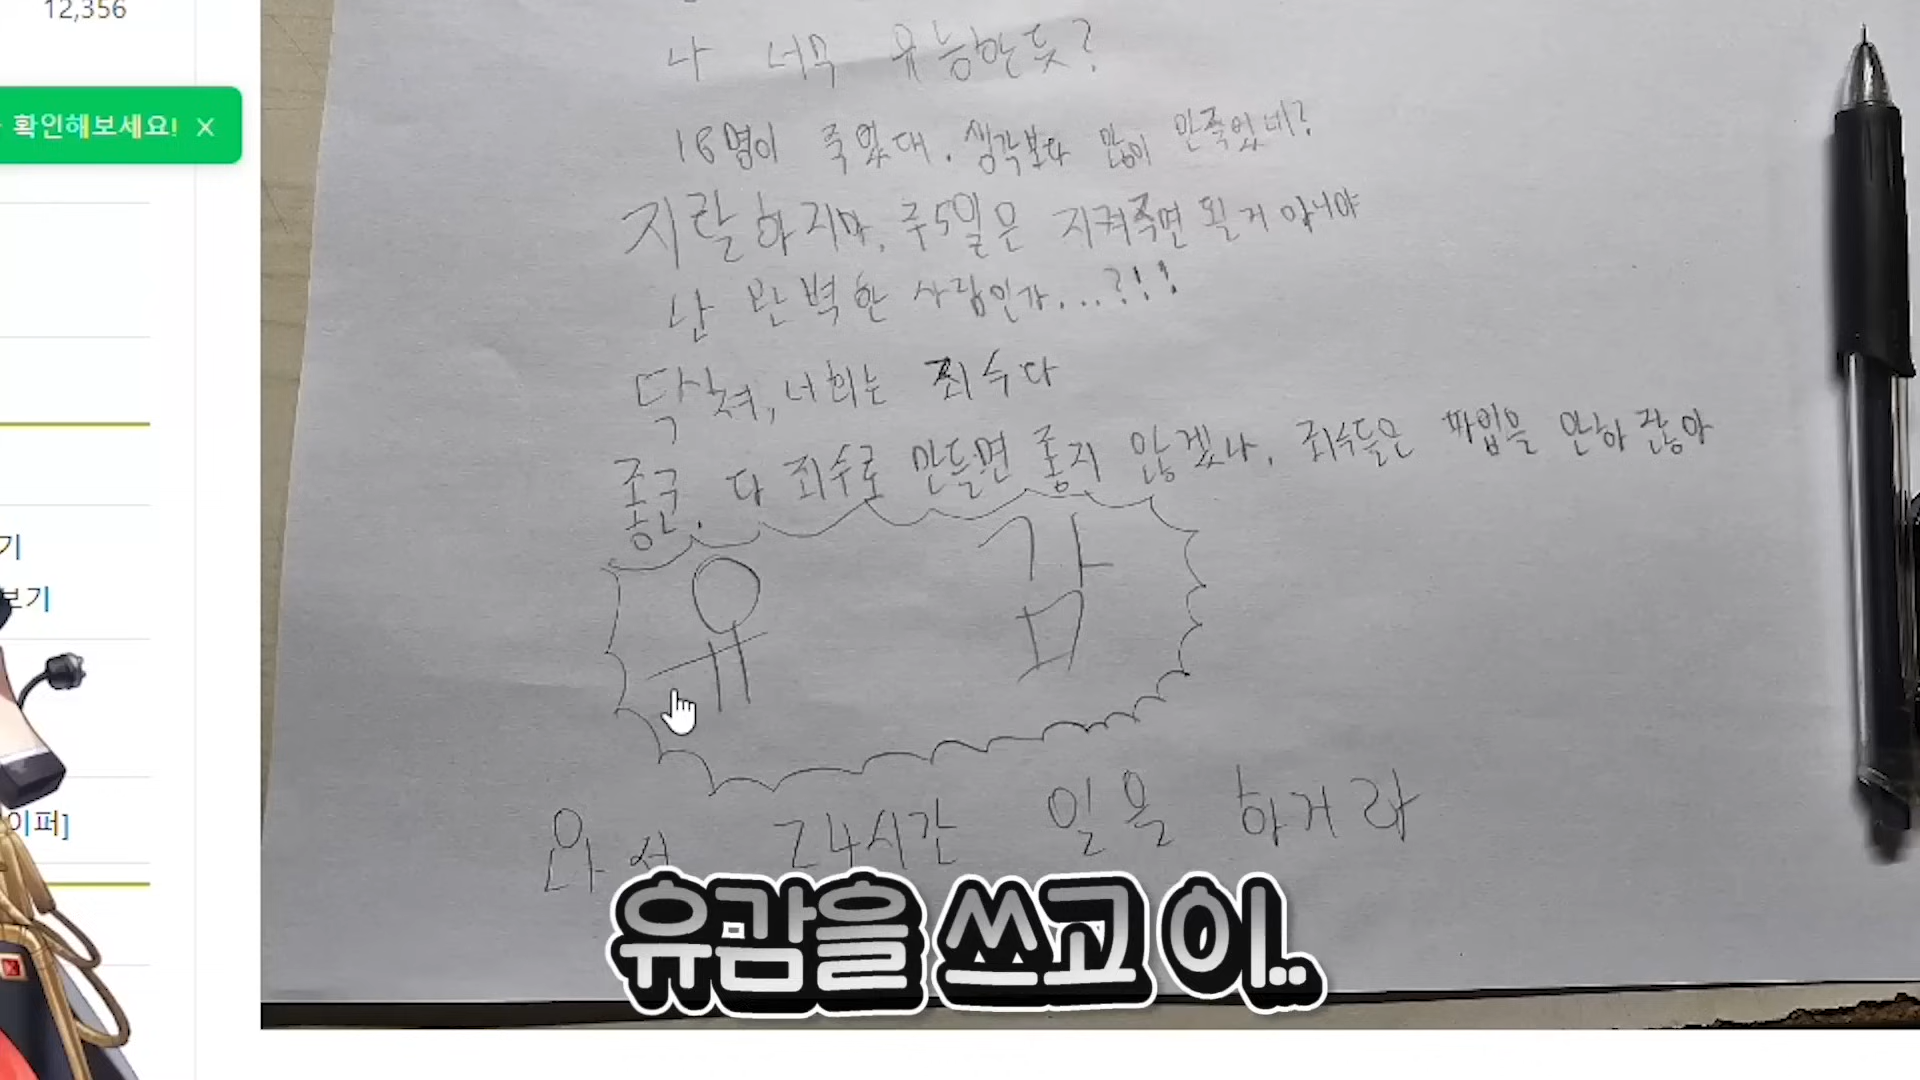 12,356
확인해보세요!
기
보기
이퍼]
나 너무 유능한듯?
16명이 죽었대. 생각보다 많이 안죽었네?
지랄하지마, 주5일은 지켜주면 될거 아니야
난 완벽한 사람인가...?!!
닥쳐, 너희는 죄수다
좋군. 다 죄수로 만들면 좋지 않겠나, 죄수들은 파업을 안하잖아
유 감
와서 24시간 일을 하거라
유감을 쓰고 이..